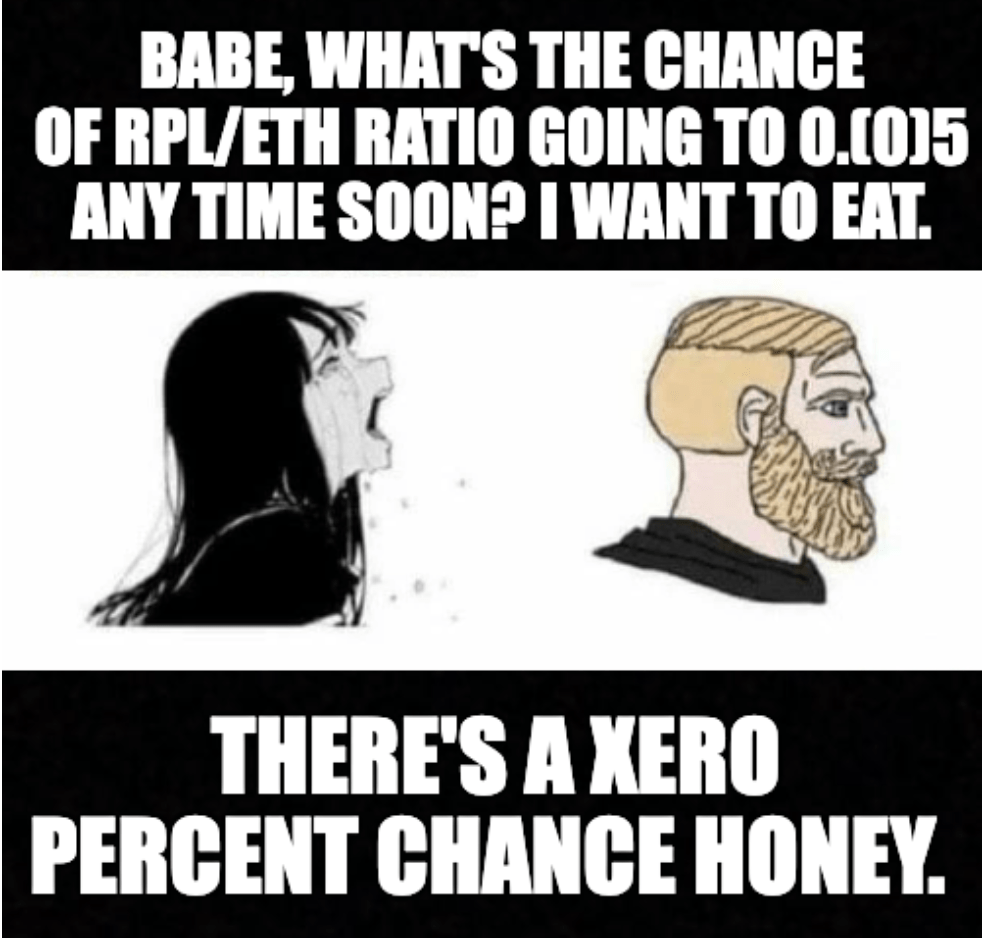 BABE, WHAT'S THE CHANCE
OF RPL/ETH RATIO GOING TO 0.(0)5
ANY TIME SOON? I WANT TO EAT.
THERE'S A XERO
PERCENT CHANCE HONEY.